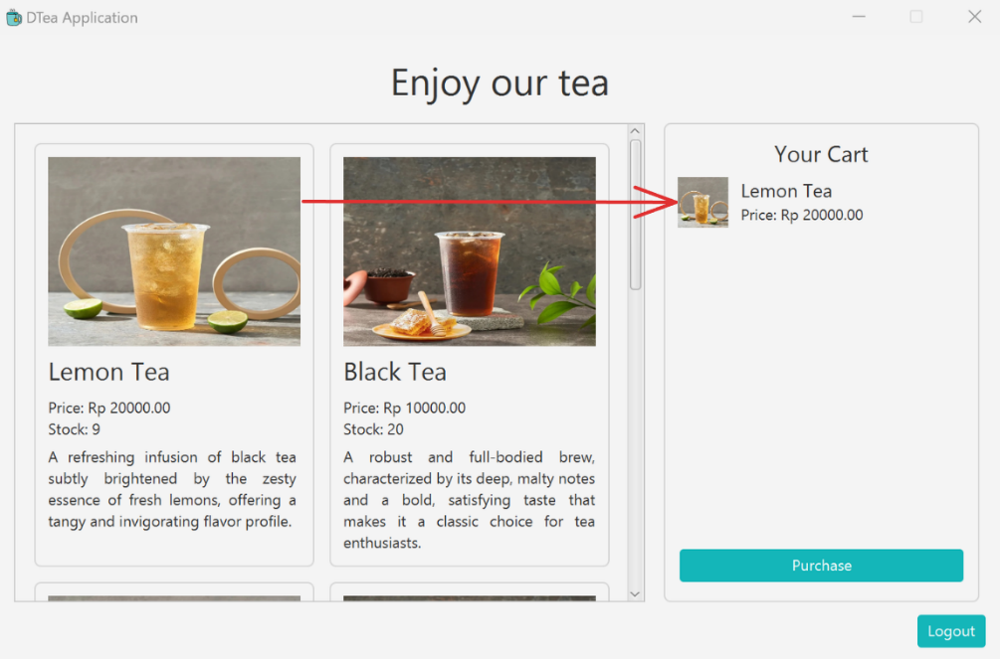 DTea Application
Enjoy our tea
Lemon Tea
Price: Rp 20000.00
Stock: 9
A refreshing infusion of black tea
subtly brightened by the zesty
essence of fresh lemons, offering a
tangy and invigorating flavor profile.
Black Tea
Price: Rp 10000.00
Stock: 20
A robust and full-bodied brew,
characterized by its deep, malty notes
and a bold, satisfying taste that
makes it a classic choice for tea
enthusiasts.
Your Cart
Lemon Tea
Price: Rp 20000.00
Purchase
Logout